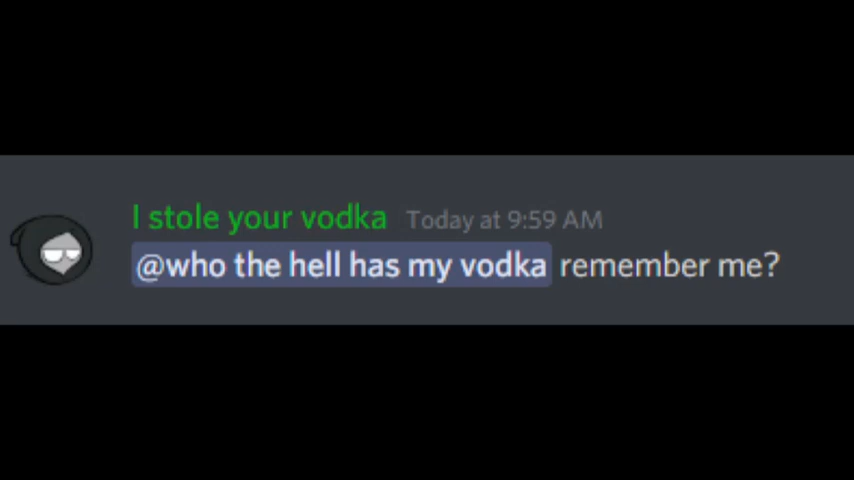 I stole your vodka Today at 9:59 AM
@who the hell has my vodka remember me?